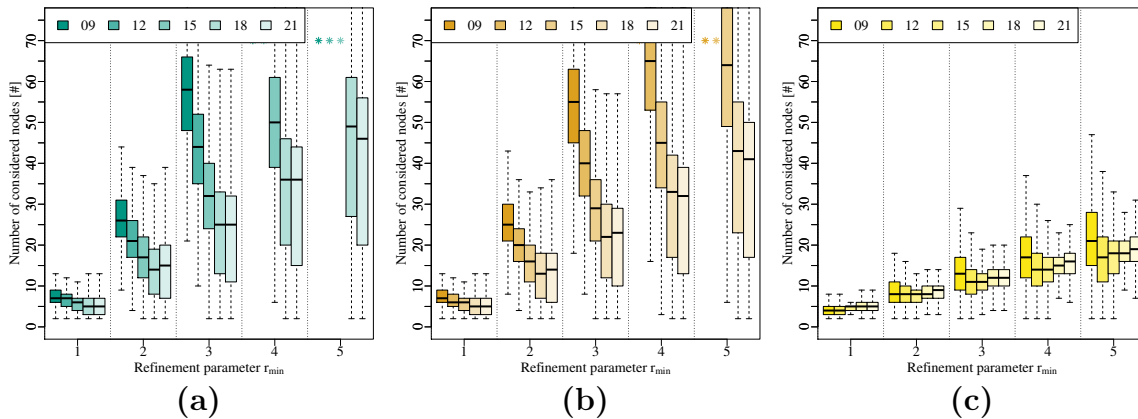 09 12 15 18 21
Number of considered nodes [#]
0 10 20 30 40 50 60 70
1 2 3 4 5
Refinement parameter r_min
(a)
09 12 15 18 21
Number of considered nodes [#]
0 10 20 30 40 50 60 70
1 2 3 4 5
Refinement parameter r_min
(b)
09 12 15 18 21
Number of considered nodes [#]
0 10 20 30 40 50 60 70
1 2 3 4 5
Refinement parameter r_min
(c)